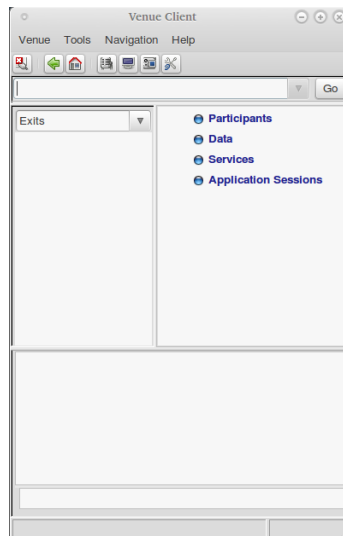 Venue Client
Venue Tools Navigation Help
Go
Exits
Participants
Data
Services
Application Sessions